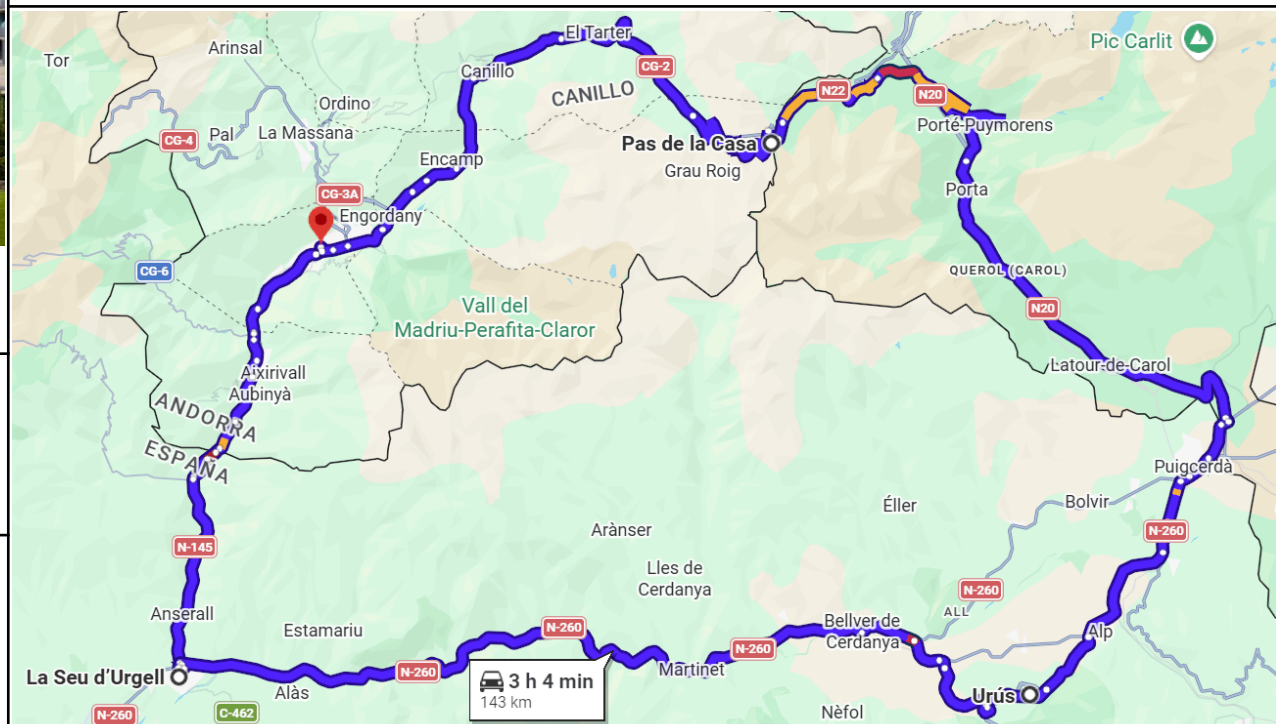 El Tarter
Pic Carlit
Arinsal
Tor
Canillo
CG-2
N22
N20
CANILLO
Ordino
Pal
La Massana
CG-4
Porté-Puymorens
Pas de la Casa
Encamp
Grau Roig
CG-3A
Porta
Engordany
CG-6
QUEROL (CAROL)
N20
Vall del
Madriu-Perafita-Claror
Latour-de-Carol
Aixirivall
Aubinyà
ANDORRA
ESPAÑA
Puigcerdà
Bolvir
Éller
Arànser
N-260
N-145
Lles de
Cerdanya
N-260
ALL
Anserall
Estamariu
N-260
Bellver de
Cerdanya
Alp
N-260
Martinet
La Seu d'Urgell
N-260
3 h 4 min
143 km
Alàs
Urús
Nèfol
N-260
C-462